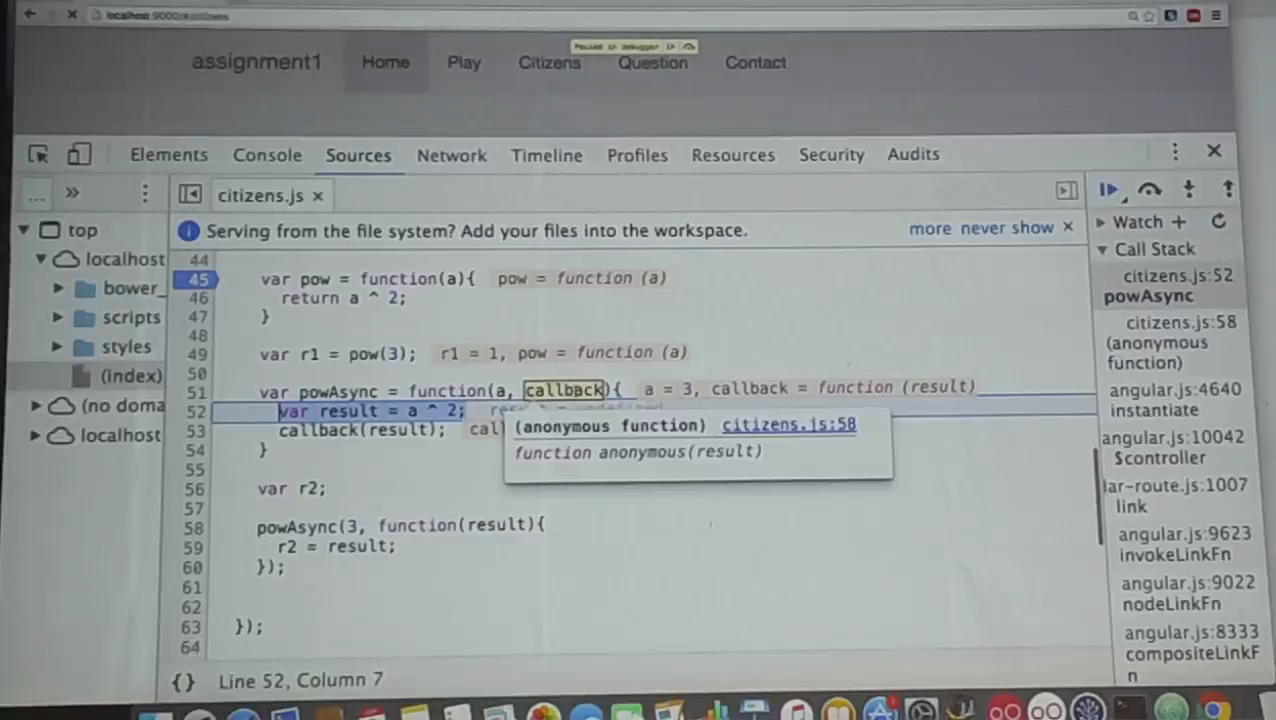 localhost:9000/#/citizens
Paused in debugger
assignment1 Home Play Citizens Question Contact
Elements Console Sources Network Timeline Profiles Resources Security Audits
... » citizens.js ×
Serving from the file system? Add your files into the workspace. more never show ×
top
localhost
bower_
scripts
styles
(index)
(no doma
localhost
44
45 var pow = function(a){ pow = function (a)
46 return a ^ 2;
47 }
48
49 var r1 = pow(3); r1 = 1, pow = function (a)
50
51 var powAsync = function(a, callback){ a = 3, callback = function (result)
52 var result = a ^ 2;
53 callback(result); call
54 }
55
56 var r2;
57
58 powAsync(3, function(result){
59 r2 = result;
60 });
61
62
63 });
64
(anonymous function) citizens.js:58
function anonymous(result)
{} Line 52, Column 7
Watch
Call Stack
citizens.js:52
powAsync
citizens.js:58
(anonymous
function)
angular.js:4640
instantiate
angular.js:10042
$controller
lar-route.js:1007
link
angular.js:9623
invokeLinkFn
angular.js:9022
nodeLinkFn
angular.js:8333
compositeLinkF
n